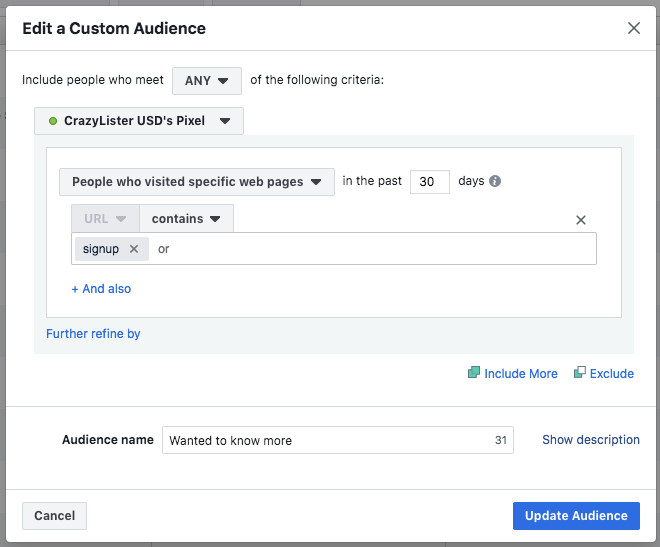 Edit a Custom Audience
Include people who meet ANY of the following criteria:
CrazyLister USD's Pixel
People who visited specific web pages in the past 30 days
URL contains
signup or
+ And also
Further refine by
Include More Exclude
Audience name Wanted to know more 31 Show description
Cancel Update Audience